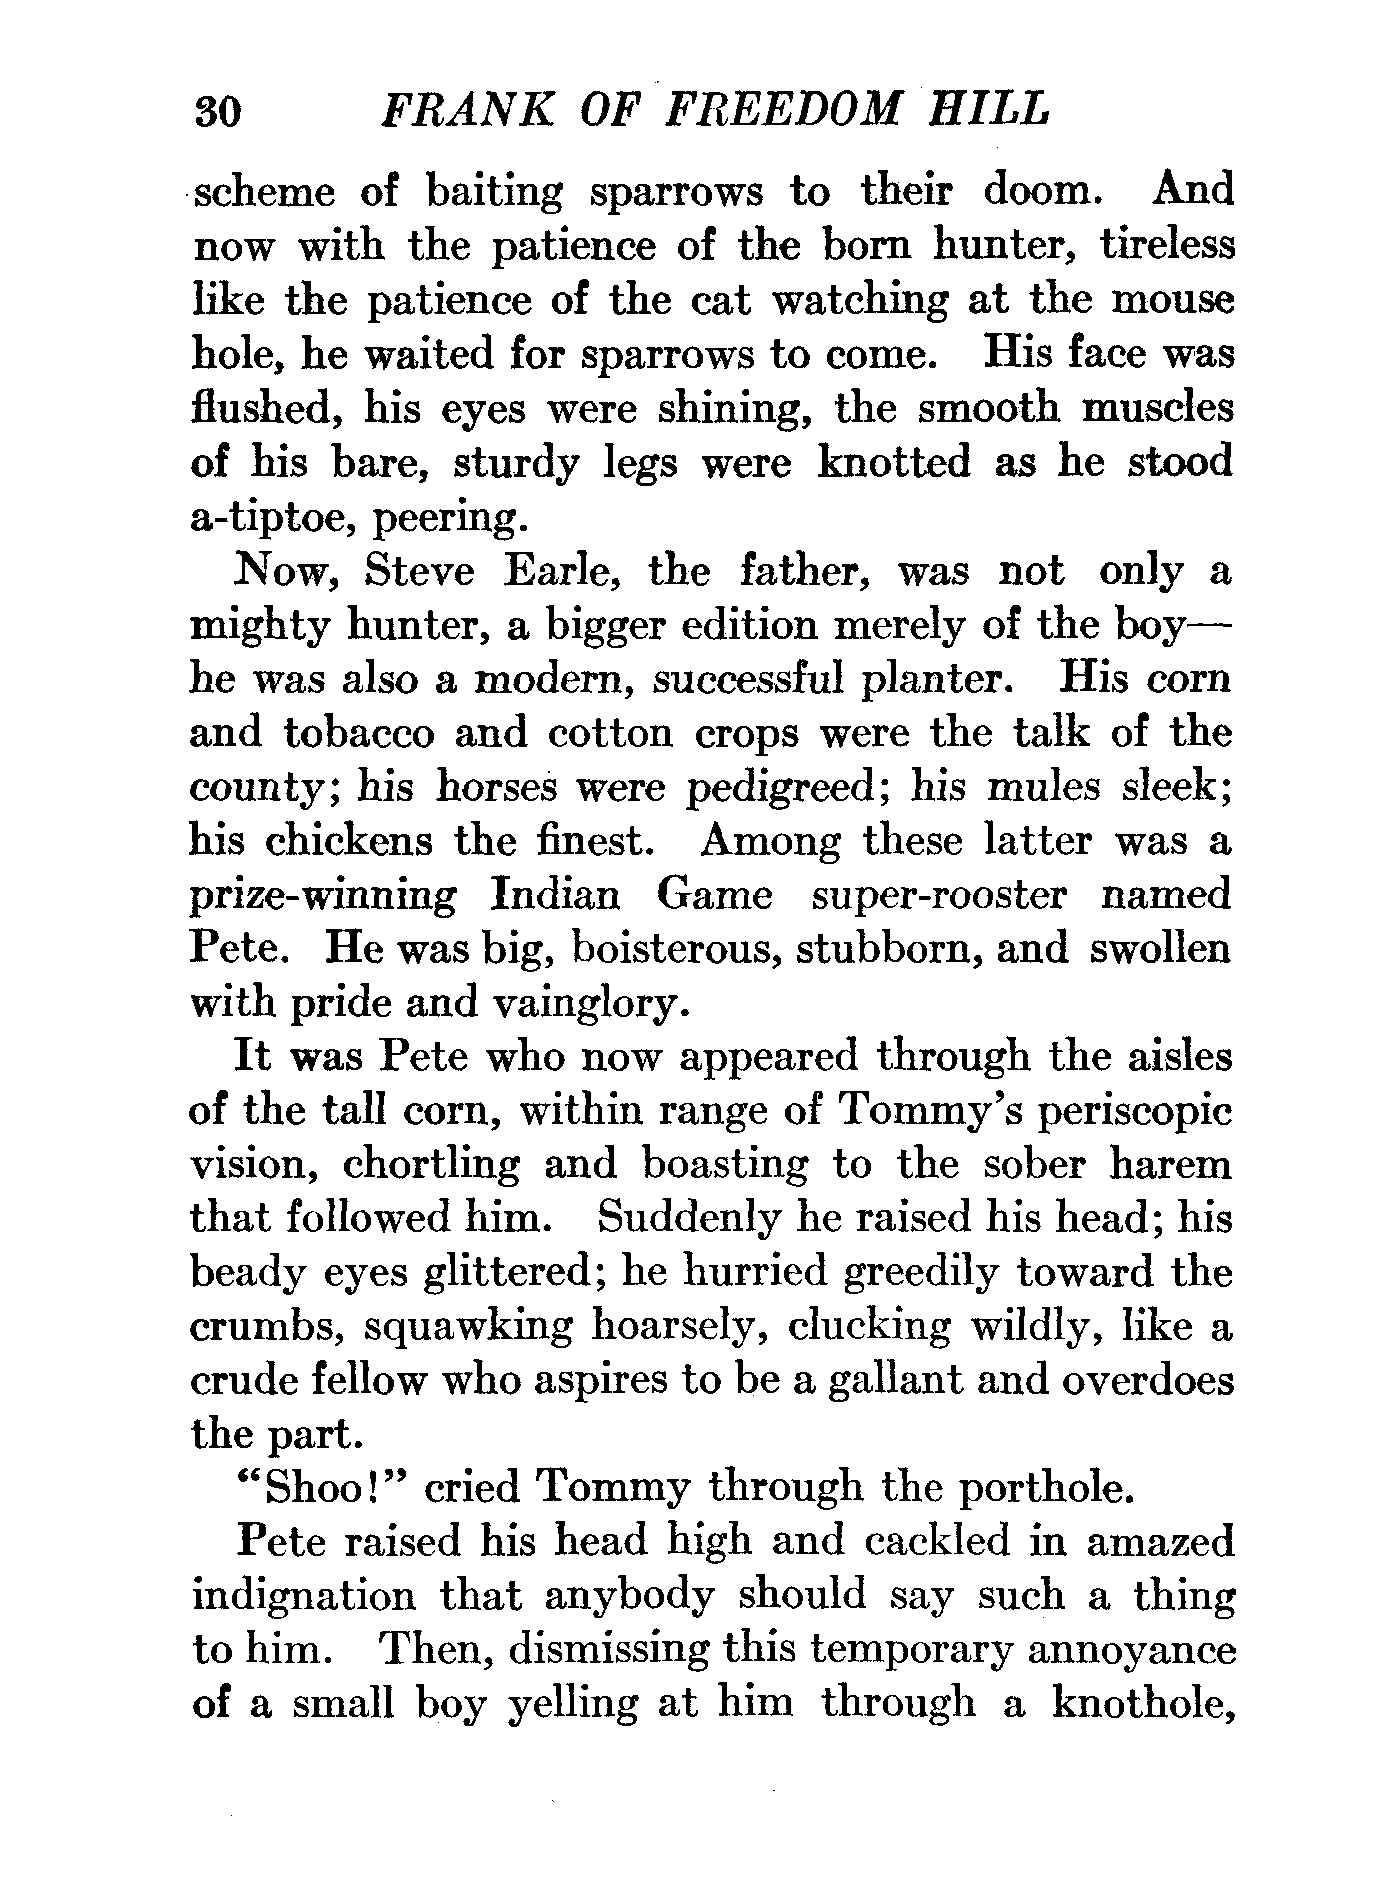 30 FRANK OF FREEDOM HILL
scheme of baiting sparrows to their doom. And
now with the patience of the born hunter, tireless
like the patience of the cat watching at the mouse
hole, he waited for sparrows to come. His face was
flushed, his eyes were shining, the smooth muscles
of his bare, sturdy legs were knotted as he stood
a-tiptoe, peering.
Now, Steve Earle, the father, was not only a
mighty hunter, a bigger edition merely of the boy—
he was also a modern, successful planter. His corn
and tobacco and cotton crops were the talk of the
county; his horses were pedigreed; his mules sleek;
his chickens the finest. Among these latter was a
prize-winning Indian Game super-rooster named
Pete. He was big, boisterous, stubborn, and swollen
with pride and vainglory.
It was Pete who now appeared through the aisles
of the tall corn, within range of Tommy's periscopic
vision, chortling and boasting to the sober harem
that followed him. Suddenly he raised his head; his
beady eyes glittered; he hurried greedily toward the
crumbs, squawking hoarsely, clucking wildly, like a
crude fellow who aspires to be a gallant and overdoes
the part.
“Shoo!” cried Tommy through the porthole.
Pete raised his head high and cackled in amazed
indignation that anybody should say such a thing
to him. Then, dismissing this temporary annoyance
of a small boy yelling at him through a knothole,